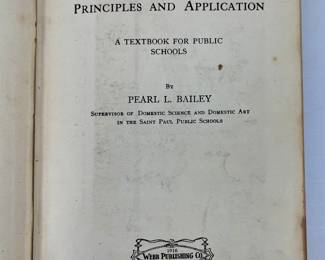 Principles and Application
A Textbook for Public
Schools
By
Pearl L. Bailey
Supervisor of Domestic Science and Domestic Art
in the Saint Paul Public Schools
1916
Webb Publishing Co.